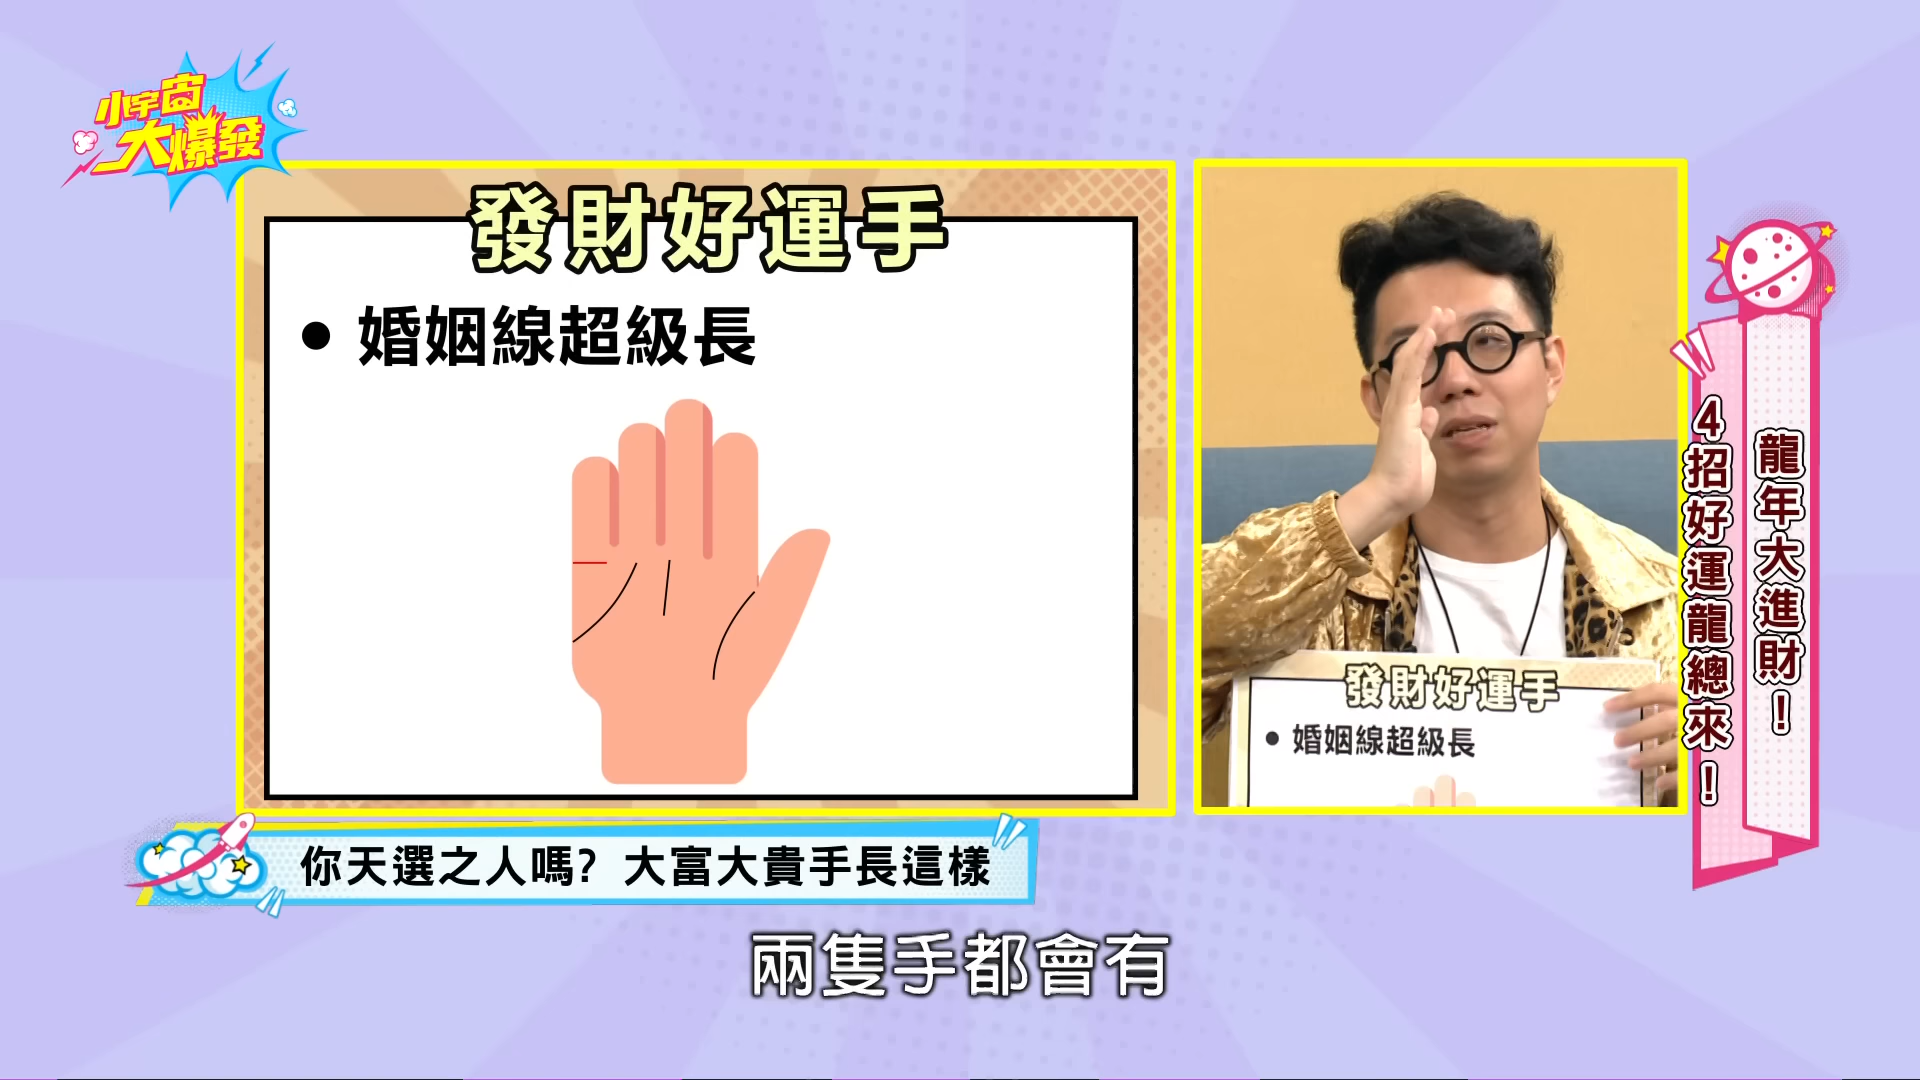 小宇宙
大爆發
發財好運手
• 婚姻線超級長
龍年大進財！
4招好運龍總來！
發財好運手
• 婚姻線超級長
你天選之人嗎？大富大貴手長這樣
兩隻手都會有